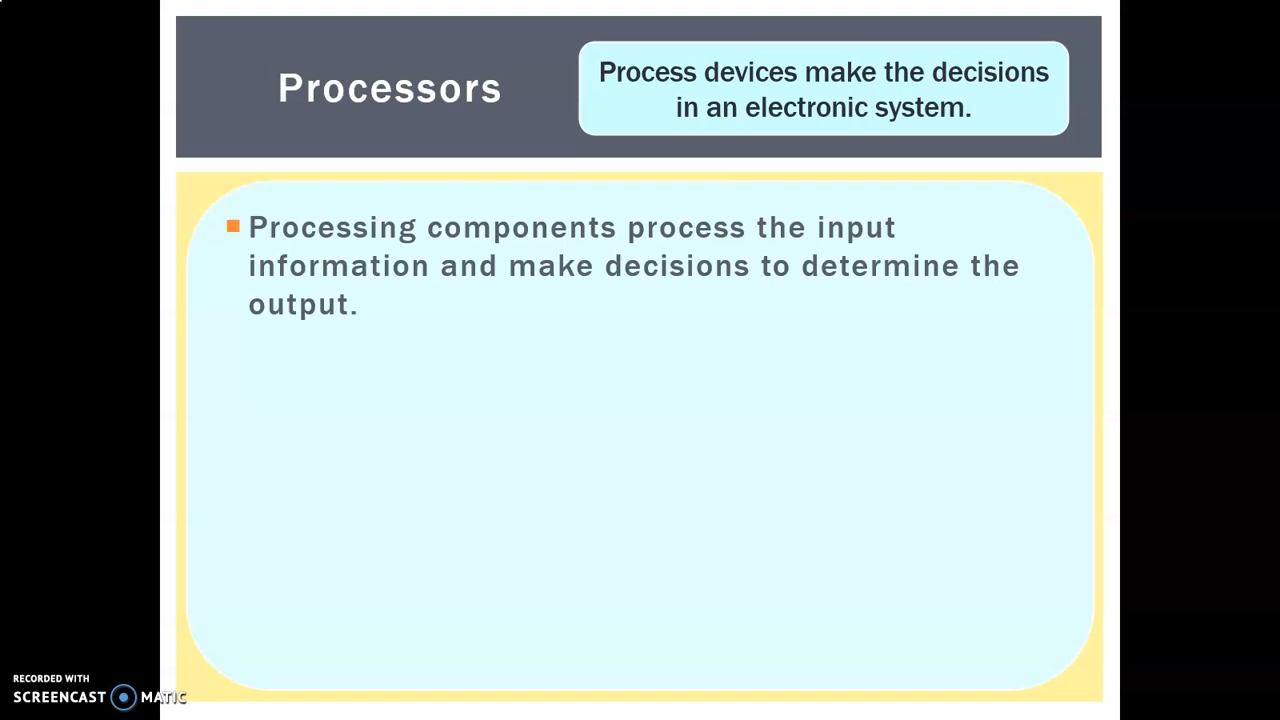 Processors
Process devices make the decisions
in an electronic system.
Processing components process the input
information and make decisions to determine the
output.
RECORDED WITH
SCREENCAST MATIC